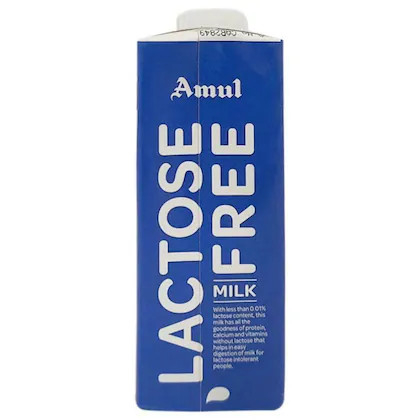 Amul
LACTOSE
FREE
MILK
With less than 0.01%
lactose content, this
milk has all the
goodness of protein,
calcium and vitamins
without lactose that
helps in easy
digestion of milk for
lactose intolerant
people.